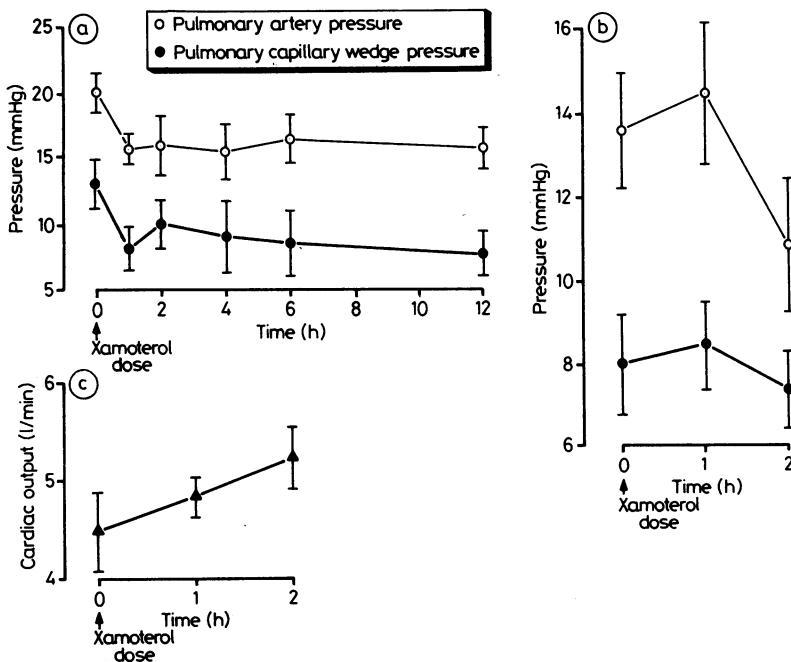 a
Pulmonary artery pressure
Pulmonary capillary wedge pressure
25
20
15
10
5
Pressure (mmHg)
0 2 4 6 8 10 12
Time (h)
Xamoterol
dose
b
16
14
12
10
8
6
Pressure (mmHg)
0 1 2
Time (h)
Xamoterol
dose
c
6
5
4
Cardiac output (l/min)
0 1 2
Time (h)
Xamoterol
dose